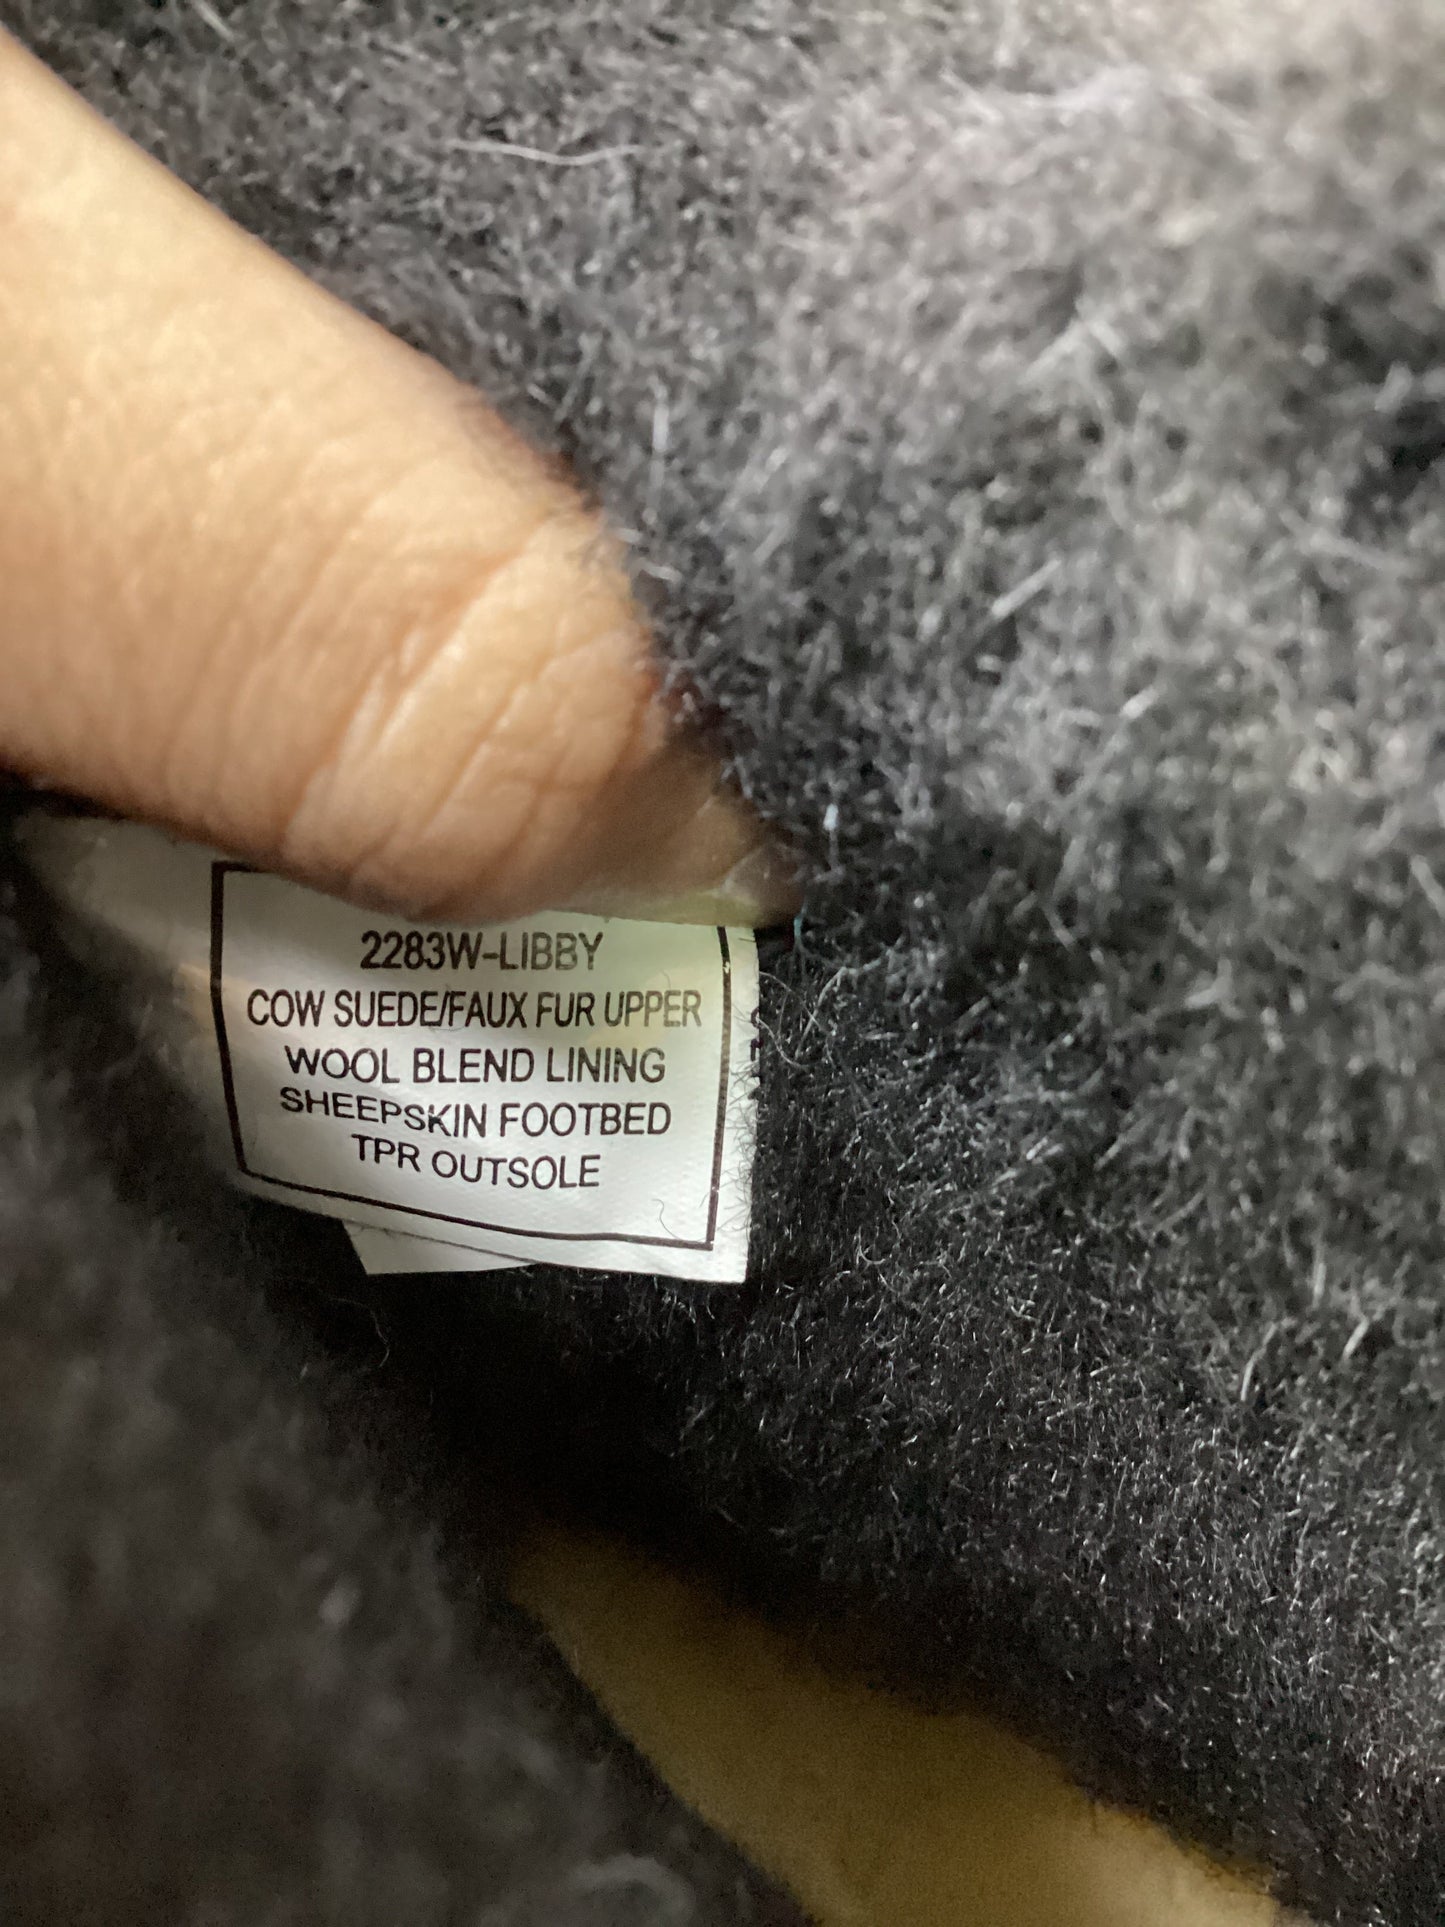 2283W-LIBBY
COW SUEDE/FAUX FUR UPPER
WOOL BLEND LINING
SHEEPSKIN FOOTBED
TPR OUTSOLE